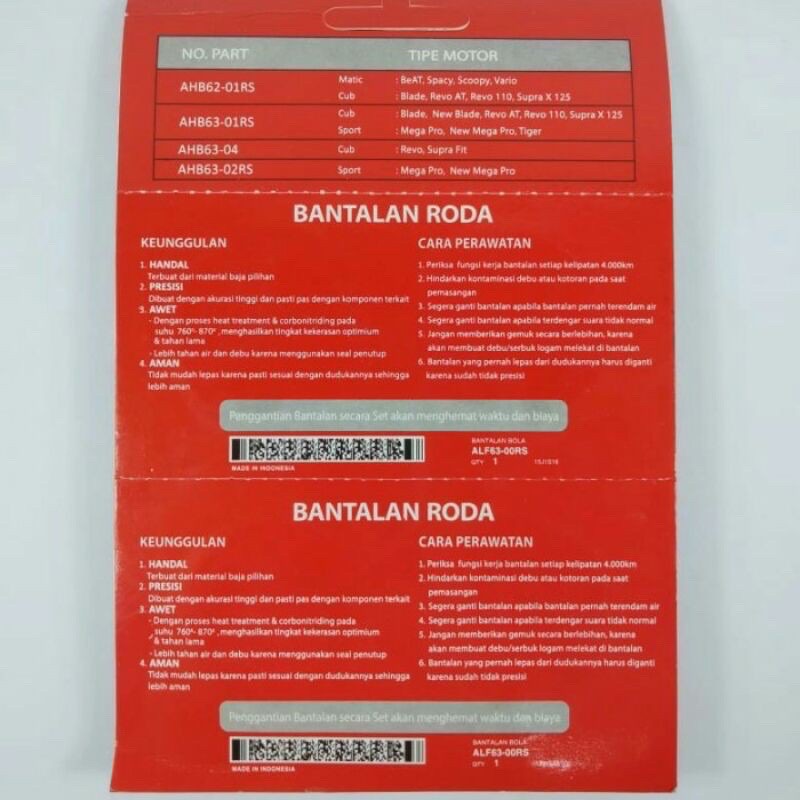 NO. PART TIPE MOTOR
AHB62-01RS Matic : BeAT, Spacy, Scoopy, Vario
Cub : Blade, Revo AT, Revo 110, Supra X 125
AHB63-01RS Cub : Blade, New Blade, Revo AT, Revo 110, Supra X 125
Sport : Mega Pro, New Mega Pro, Tiger
AHB63-04 Cub : Revo, Supra Fit
AHB63-02RS Sport : Mega Pro, New Mega Pro
BANTALAN RODA
KEUNGGULAN
1. HANDAL
Terbuat dari material baja pilihan
2. PRESISI
Dibuat dengan akurasi tinggi dan pasti pas dengan komponen terkait
3. AWET
- Dengan proses heat treatment & carbonitriding pada
suhu 760°- 870° ,menghasilkan tingkat kekerasan optimium
& tahan lama
- Lebih tahan air dan debu karena menggunakan seal penutup
4. AMAN
Tidak mudah lepas karena pasti sesuai dengan dudukannya sehingga
lebih aman
CARA PERAWATAN
1. Periksa fungsi kerja bantalan setiap kelipatan 4.000km
2. Hindarkan kontaminasi debu atau kotoran pada saat
pemasangan
3. Segera ganti bantalan apabila bantalan pernah terendam air
4. Segera ganti bantalan apabila terdengar suara tidak normal
5. Jangan memberikan gemuk secara berlebihan, karena
akan membuat debu/serbuk logam melekat di bantalan
6. Bantalan yang pernah lepas dari dudukannya harus diganti
karena sudah tidak presisi
Penggantian Bantalan secara Set akan menghemat waktu dan biaya
MADE IN INDONESIA
BANTALAN BOLA
ALF63-00RS
QTY 1
BANTALAN RODA
KEUNGGULAN
1. HANDAL
Terbuat dari material baja pilihan
2. PRESISI
Dibuat dengan akurasi tinggi dan pasti pas dengan komponen terkait
3. AWET
- Dengan proses heat treatment & carbonitriding pada
suhu 760°- 870° ,menghasilkan tingkat kekerasan optimium
& tahan lama
- Lebih tahan air dan debu karena menggunakan seal penutup
4. AMAN
Tidak mudah lepas karena pasti sesuai dengan dudukannya sehingga
lebih aman
CARA PERAWATAN
1. Periksa fungsi kerja bantalan setiap kelipatan 4.000km
2. Hindarkan kontaminasi debu atau kotoran pada saat
pemasangan
3. Segera ganti bantalan apabila bantalan pernah terendam air
4. Segera ganti bantalan apabila terdengar suara tidak normal
5. Jangan memberikan gemuk secara berlebihan, karena
akan membuat debu/serbuk logam melekat di bantalan
6. Bantalan yang pernah lepas dari dudukannya harus diganti
karena sudah tidak presisi
Penggantian Bantalan secara Set akan menghemat waktu dan biaya
MADE IN INDONESIA
BANTALAN BOLA
ALF63-00RS
QTY 1